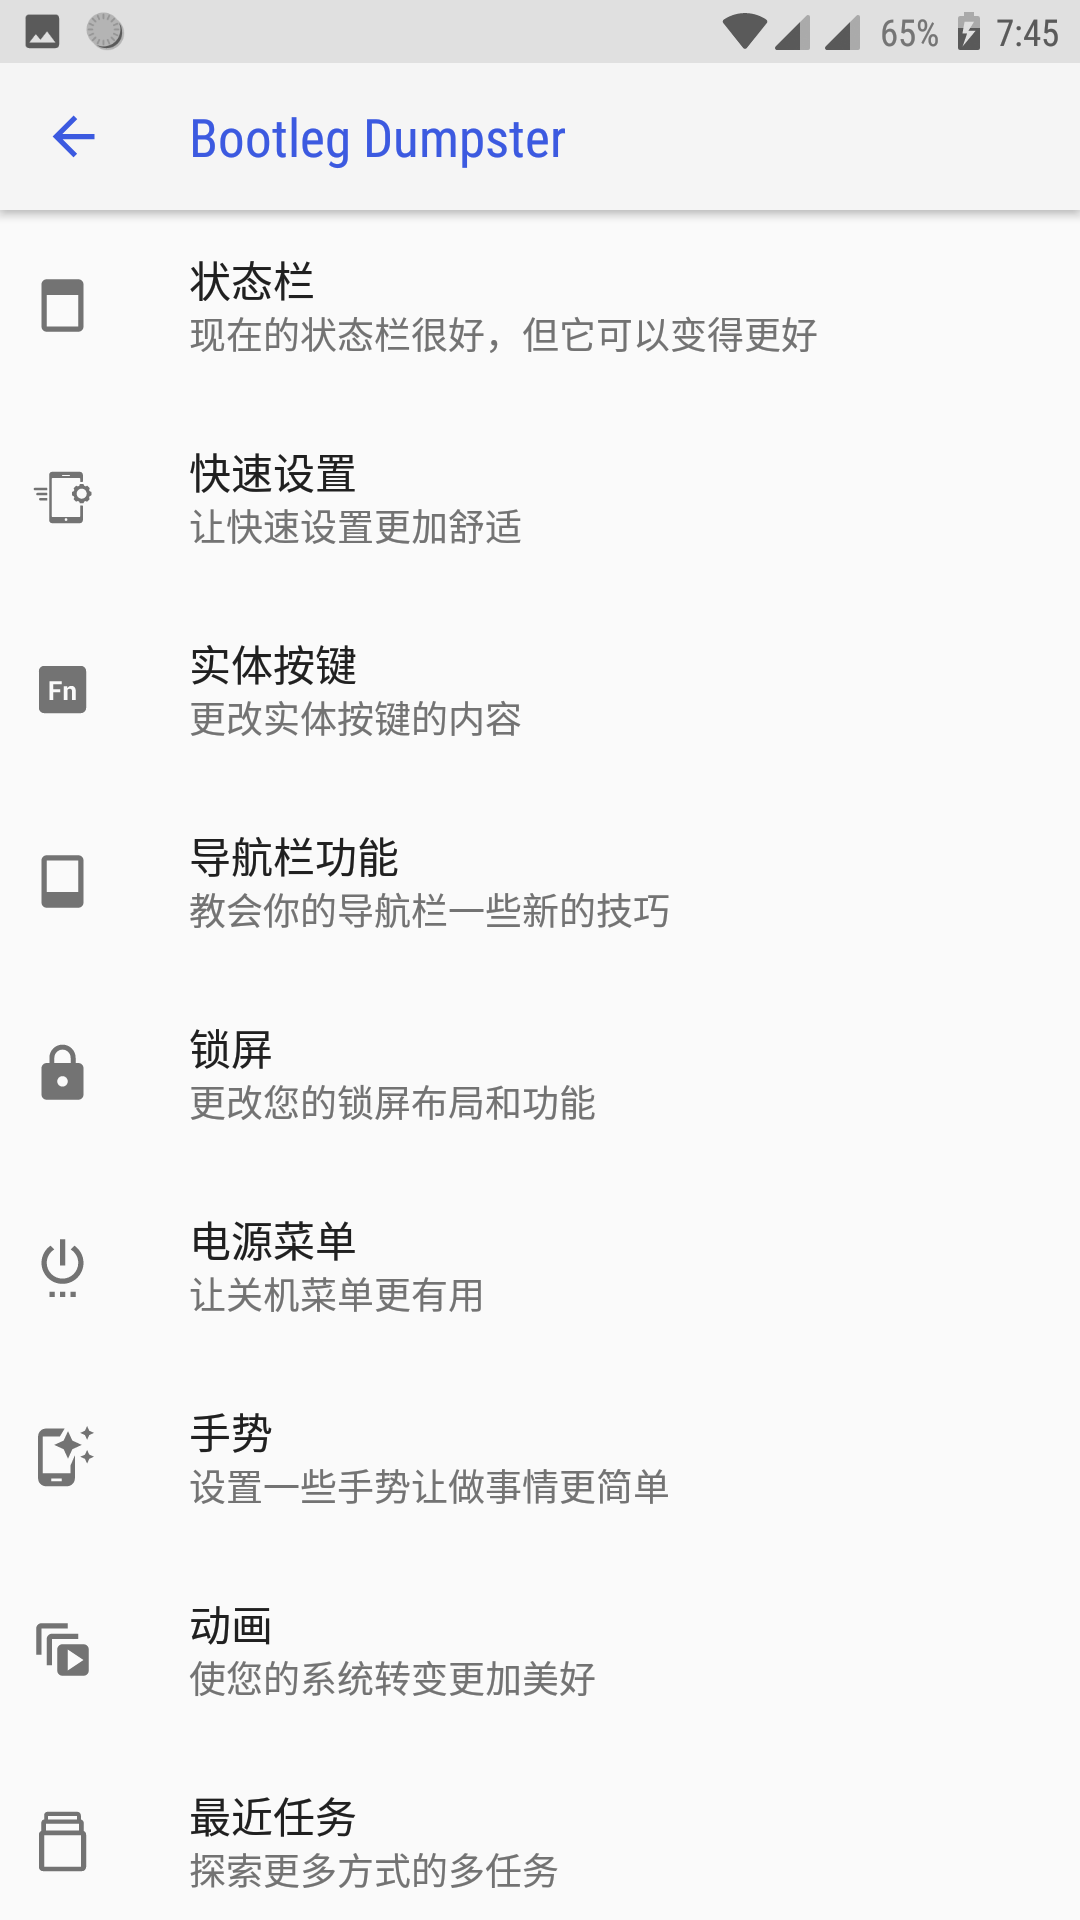 65% 7:45
Bootleg Dumpster
状态栏
现在的状态栏很好，但它可以变得更好
快速设置
让快速设置更加舒适
Fn
实体按键
更改实体按键的内容
导航栏功能
教会你的导航栏一些新的技巧
锁屏
更改您的锁屏布局和功能
电源菜单
让关机菜单更有用
手势
设置一些手势让做事情更简单
动画
使您的系统转变更加美好
最近任务
探索更多方式的多任务